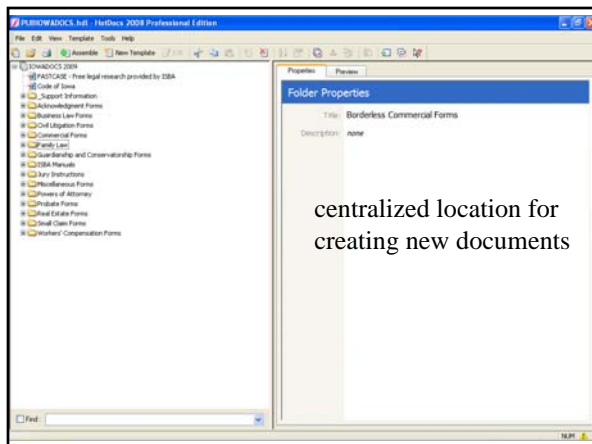 PUBIOWADOCS.hdl - HotDocs 2008 Professional Edition
File Edit View Template Tools Help
Assemble New Template
IOWADOCS 2009
FASTCASE - Free legal research provided by ISBA
Code of Iowa
_Support Information
Acknowledgment Forms
Business Law Forms
Civil Litigation Forms
Commercial Forms
Family Law
Guardianship and Conservatorship Forms
ISBA Manuals
Jury Instructions
Miscellaneous Forms
Powers of Attorney
Probate Forms
Real Estate Forms
Small Claim Forms
Workers' Compensation Forms
Properties Preview
Folder Properties
Title: Borderless Commercial Forms
Description: none
centralized location for
creating new documents
Find:
NUM